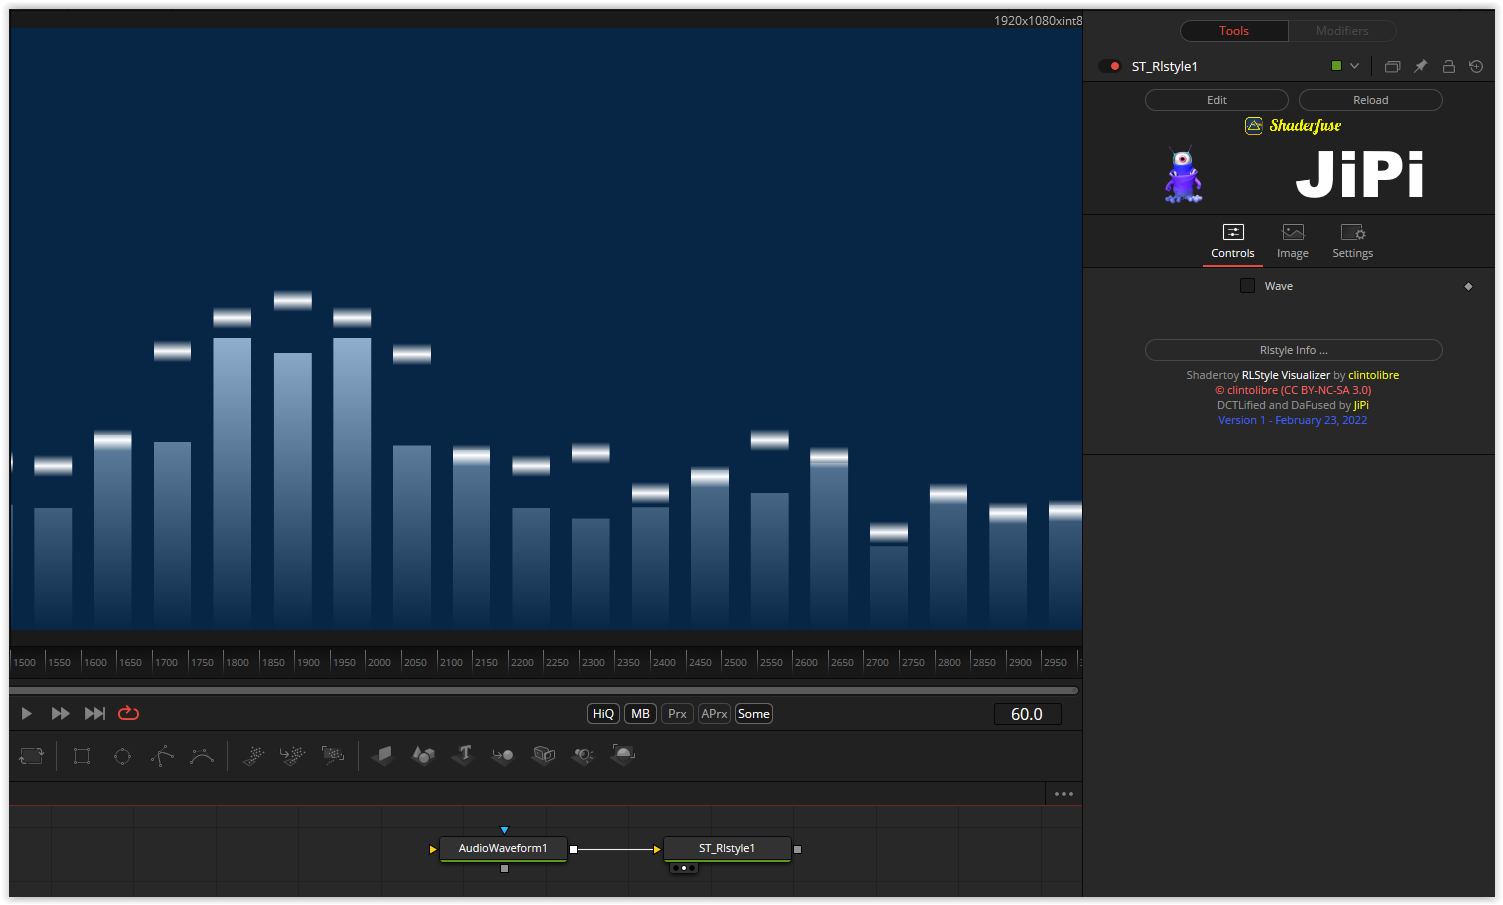 1920x1080xint8
Tools
Modifiers
ST_Rlstyle1
Edit
Reload
Shaderfuse
JiPi
Controls
Image
Settings
Wave
Rlstyle Info ...
Shadertoy RLStyle Visualizer by clintolibre
© clintolibre (CC BY-NC-SA 3.0)
DCTLified and DaFused by JiPi
Version 1 - February 23, 2022
1500 1550 1600 1650 1700 1750 1800 1850 1900 1950 2000 2050 2100 2150 2200 2250 2300 2350 2400 2450 2500 2550 2600 2650 2700 2750 2800 2850 2900 2950
HiQ MB Prx APrx Some
60.0
AudioWaveform1
ST_Rlstyle1